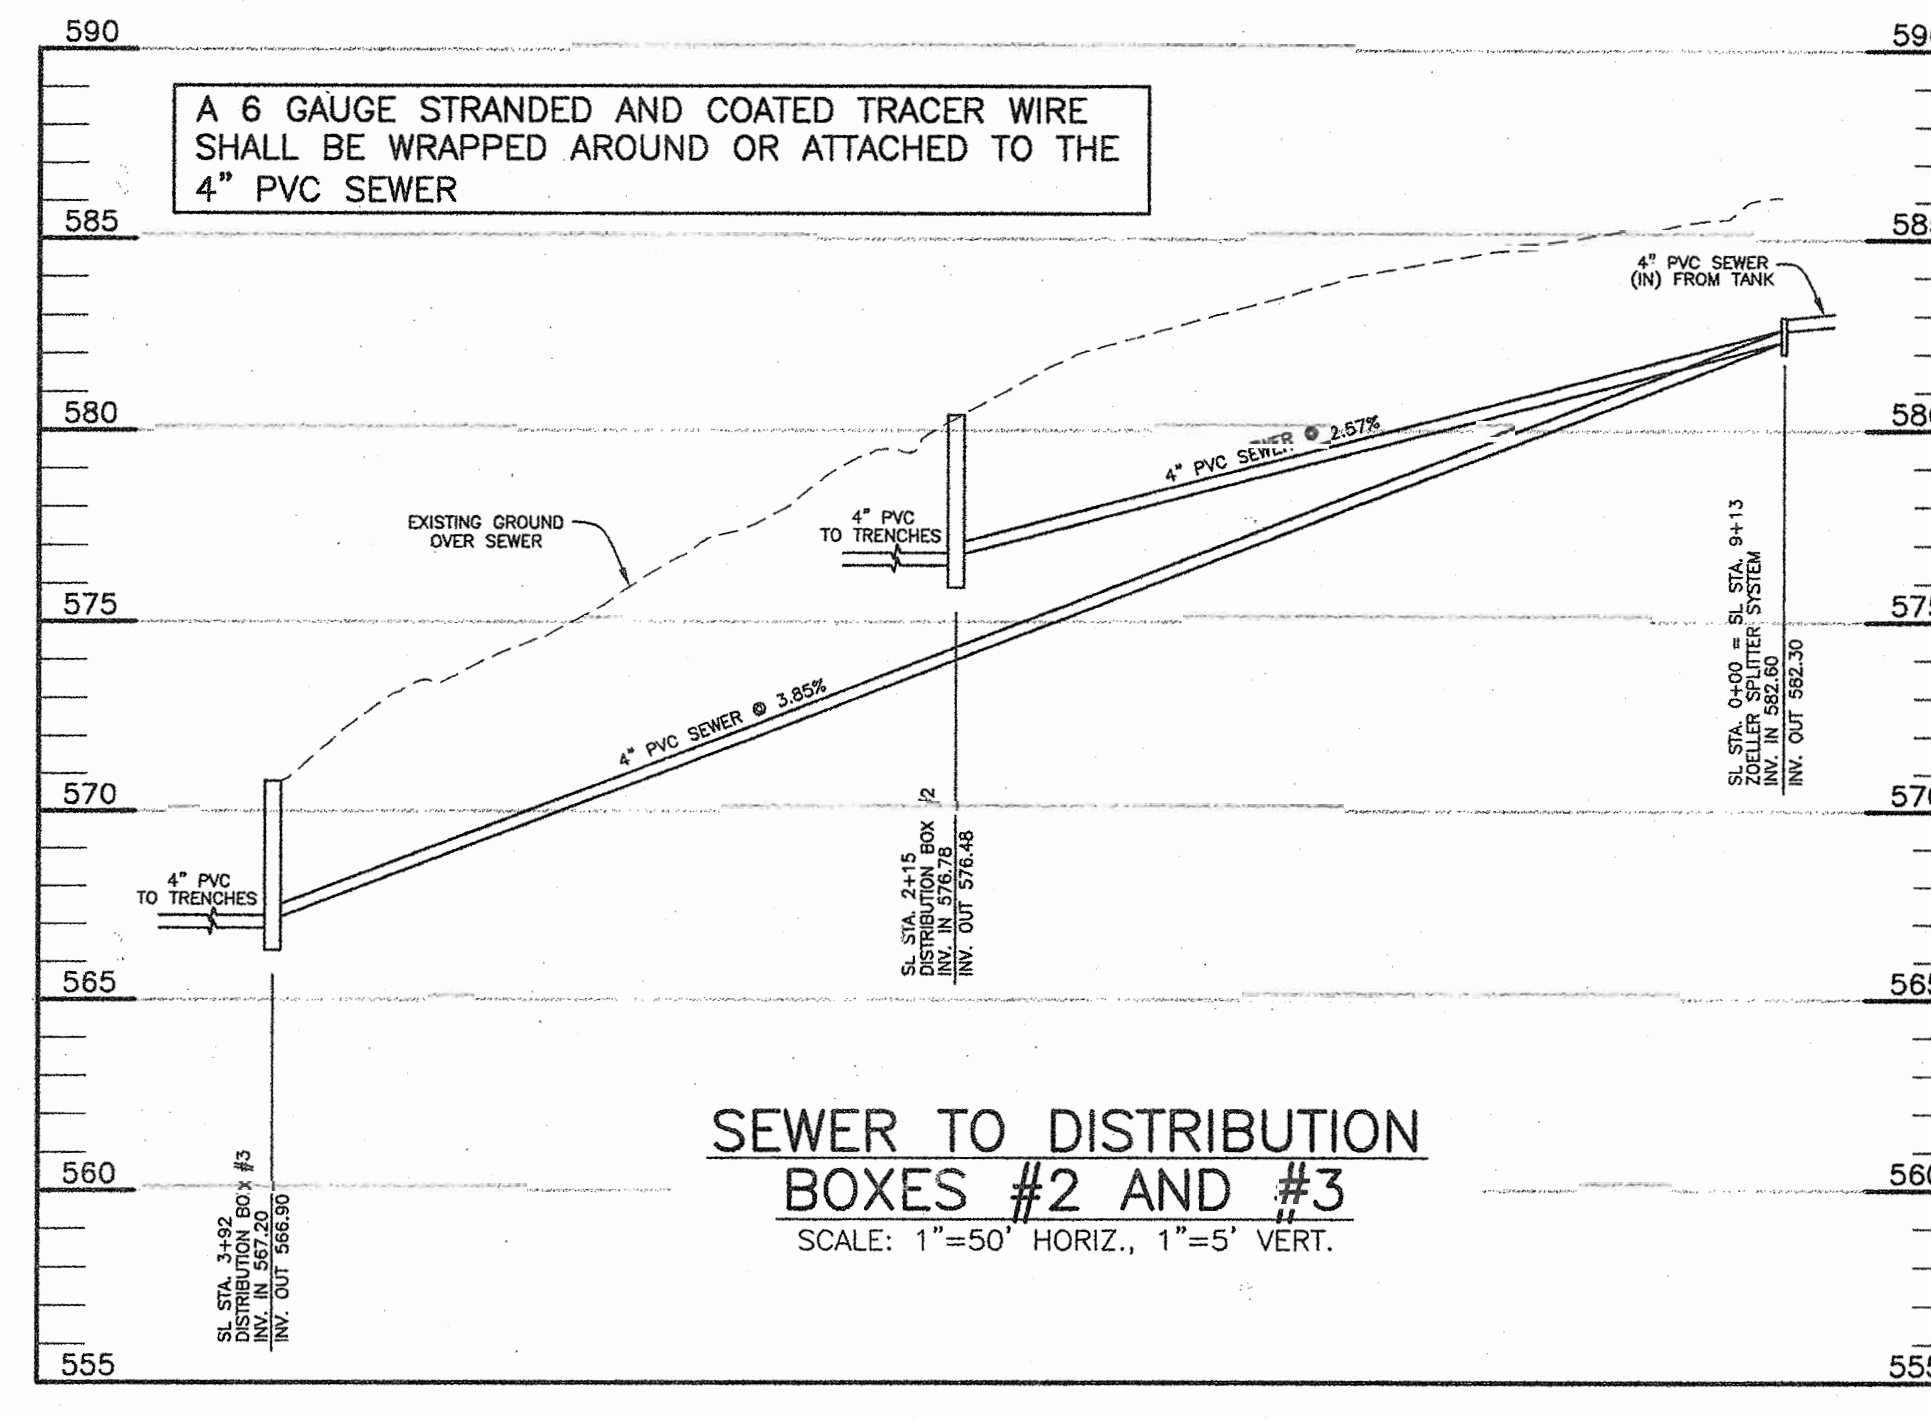 590
A 6 GAUGE STRANDED AND COATED TRACER WIRE
SHALL BE WRAPPED AROUND OR ATTACHED TO THE
4" PVC SEWER
585
4" PVC SEWER
(IN) FROM TANK
580
4" PVC SEWER @ 2.57%
4" PVC
TO TRENCHES
EXISTING GROUND
OVER SEWER
575
SL STA. 0+00 = SL STA. 9+13
ZOELLER SPLITTER SYSTEM
INV. IN 582.60
INV. OUT 582.30
4" PVC SEWER @ 3.85%
570
SL STA. 2+15
DISTRIBUTION BOX
INV. IN 576.78
INV. OUT 576.48
4" PVC
TO TRENCHES
565
560
SL STA. 3+92
DISTRIBUTION BOX #3
INV. IN 567.20
INV. OUT 566.90
SEWER TO DISTRIBUTION
BOXES #2 AND #3
SCALE: 1"=50' HORIZ., 1"=5' VERT.
555